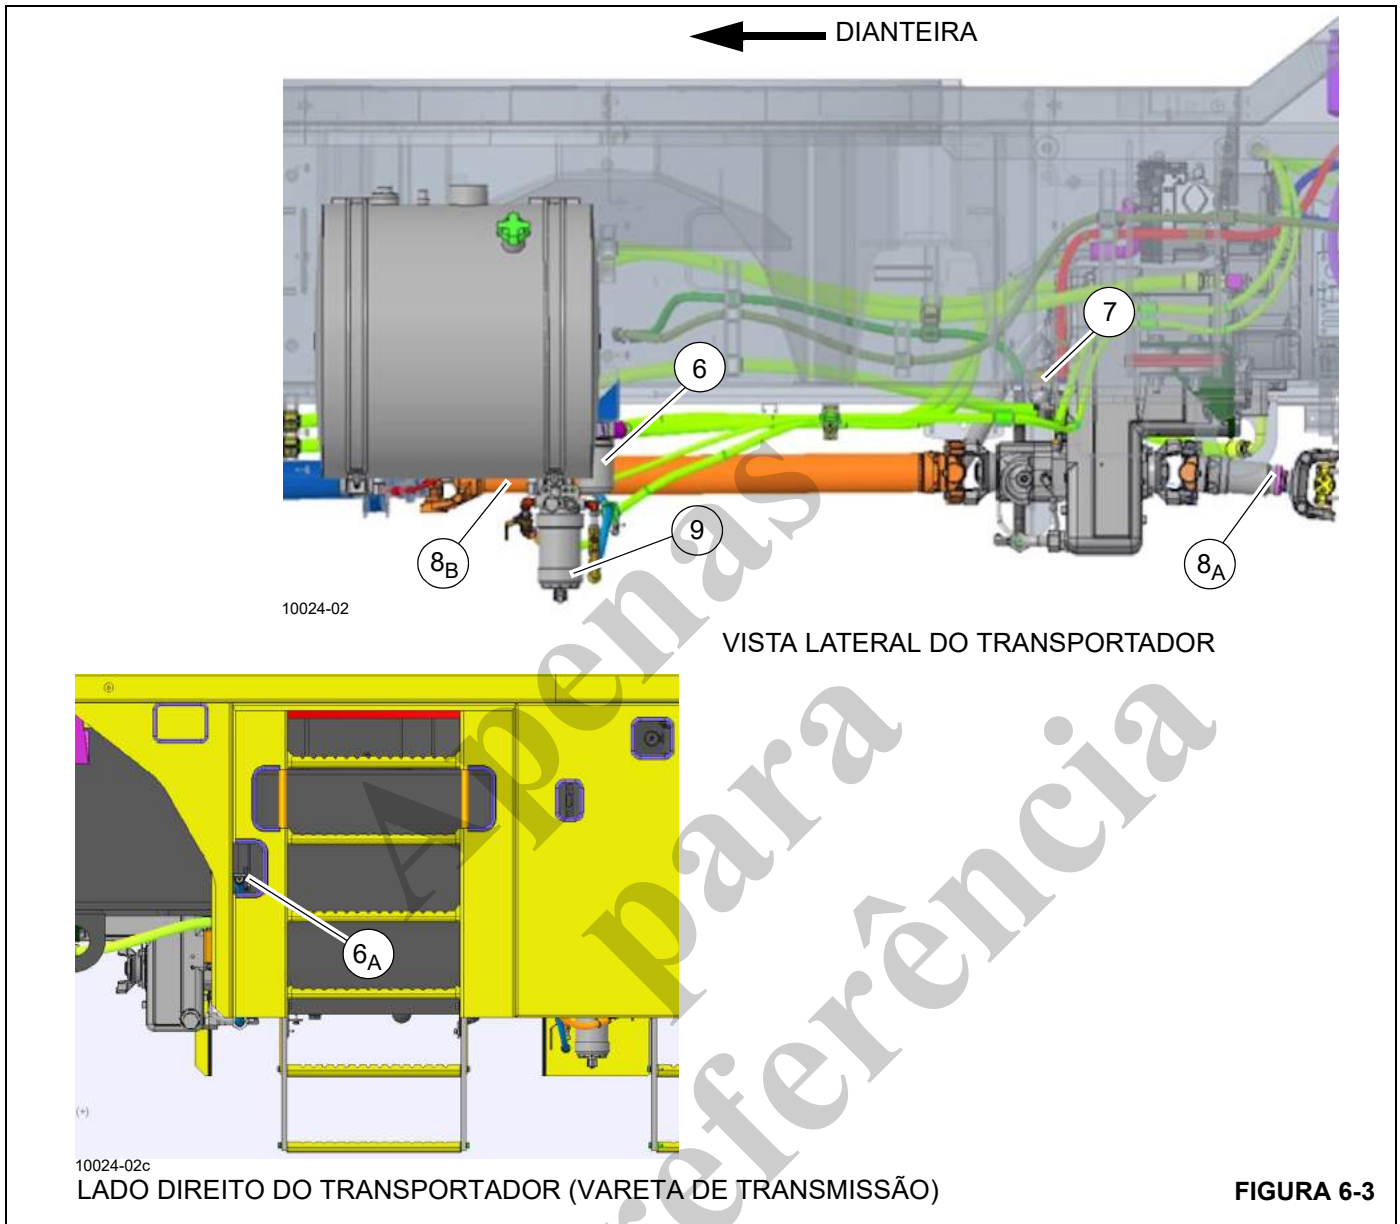 DIANTEIRA
7
6
9
8B
8A
10024-02
VISTA LATERAL DO TRANSPORTADOR
6A
(+)
10024-02c
LADO DIREITO DO TRANSPORTADOR (VARETA DE TRANSMISSÃO)
FIGURA 6-3
Apenas
para
referência